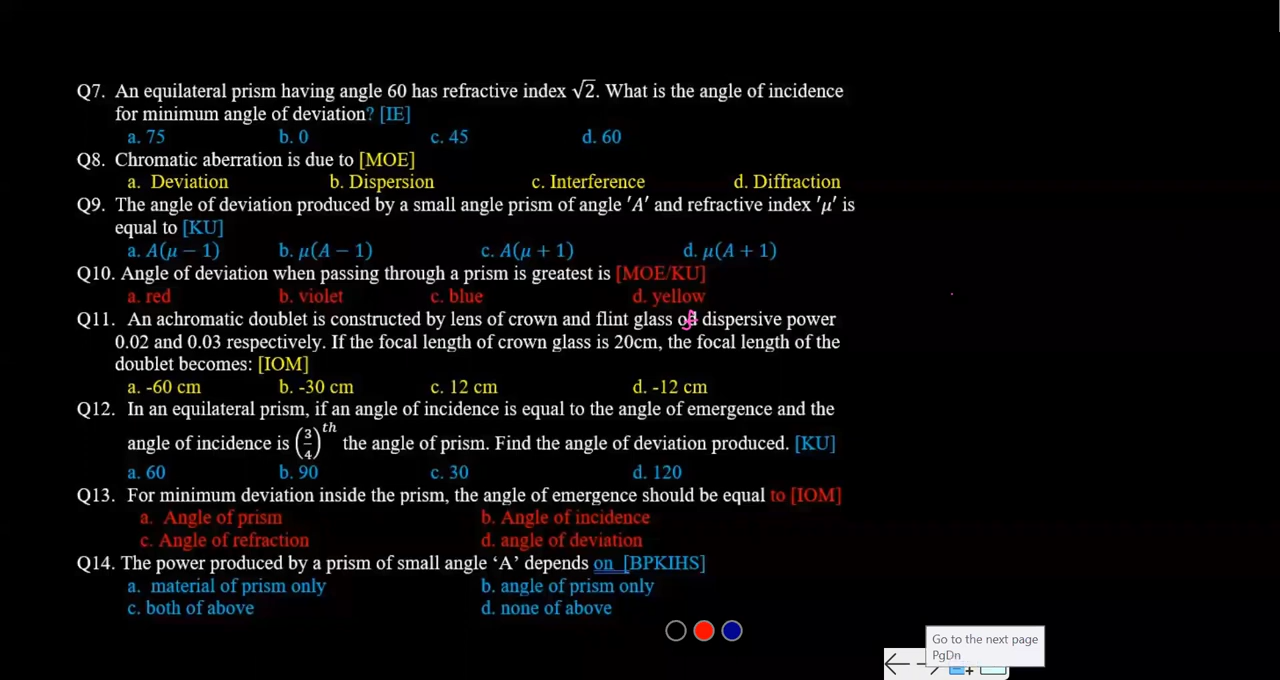 Q7. An equilateral prism having angle 60 has refractive index √2. What is the angle of incidence
for minimum angle of deviation? [IE]
a. 75 b. 0 c. 45 d. 60
Q8. Chromatic aberration is due to [MOE]
a. Deviation b. Dispersion c. Interference d. Diffraction
Q9. The angle of deviation produced by a small angle prism of angle 'A' and refractive index 'μ' is
equal to [KU]
a. A(μ − 1) b. μ(A − 1) c. A(μ + 1) d. μ(A + 1)
Q10. Angle of deviation when passing through a prism is greatest is [MOE/KU]
a. red b. violet c. blue d. yellow
Q11. An achromatic doublet is constructed by lens of crown and flint glass dispersive power
0.02 and 0.03 respectively. If the focal length of crown glass is 20cm, the focal length of the
doublet becomes: [IOM]
a. -60 cm b. -30 cm c. 12 cm d. -12 cm
Q12. In an equilateral prism, if an angle of incidence is equal to the angle of emergence and the
angle of incidence is (3/4)th the angle of prism. Find the angle of deviation produced. [KU]
a. 60 b. 90 c. 30 d. 120
Q13. For minimum deviation inside the prism, the angle of emergence should be equal to [IOM]
a. Angle of prism b. Angle of incidence
c. Angle of refraction d. angle of deviation
Q14. The power produced by a prism of small angle ‘A’ depends on [BPKIHS]
a. material of prism only b. angle of prism only
c. both of above d. none of above
Go to the next page
PgDn